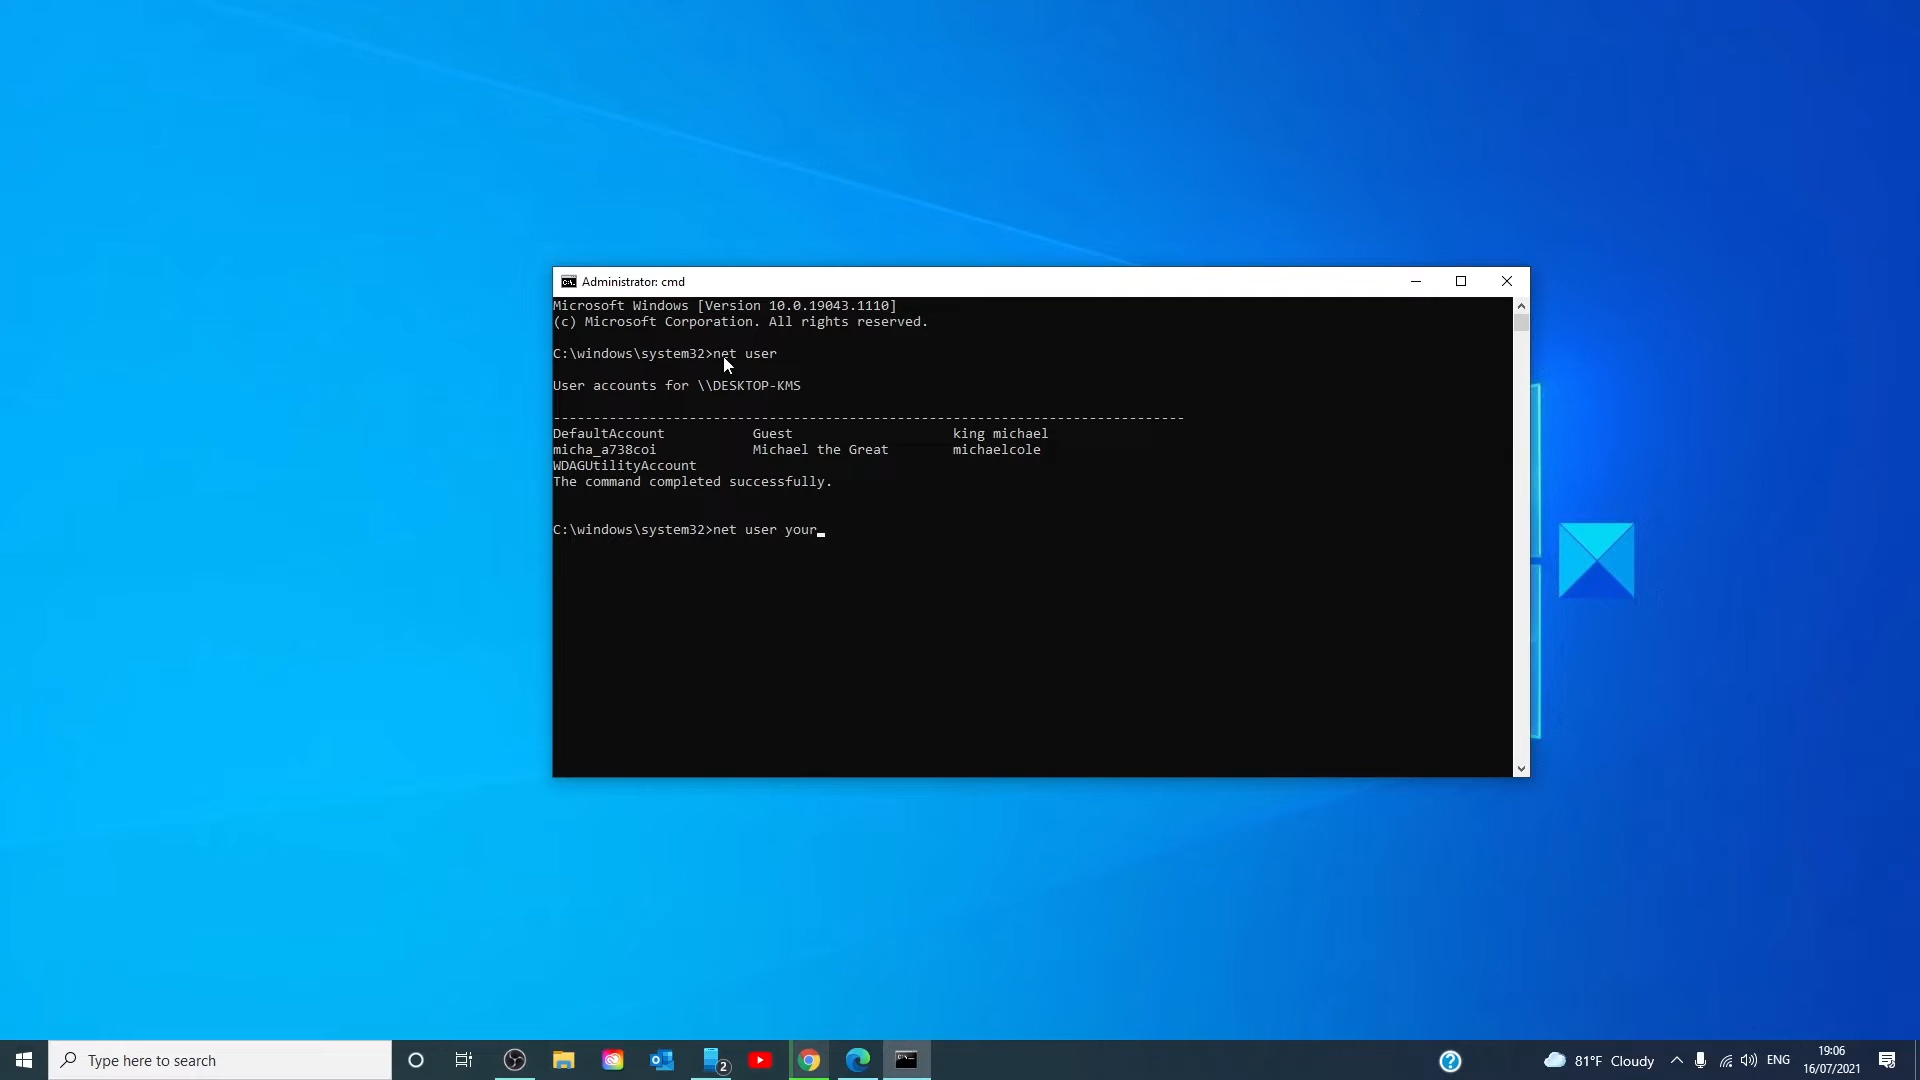 Administrator: cmd
Microsoft Windows [Version 10.0.19043.1110]
(c) Microsoft Corporation. All rights reserved.
C:\windows\system32>net user
User accounts for \\DESKTOP-KMS
-------------------------------------------------------------------------------
DefaultAccount Guest king michael
micha_a738coi Michael the Great michaelcole
WDAGUtilityAccount
The command completed successfully.
C:\windows\system32>net user your_
Type here to search
2
81°F Cloudy
ENG
19:06
16/07/2021